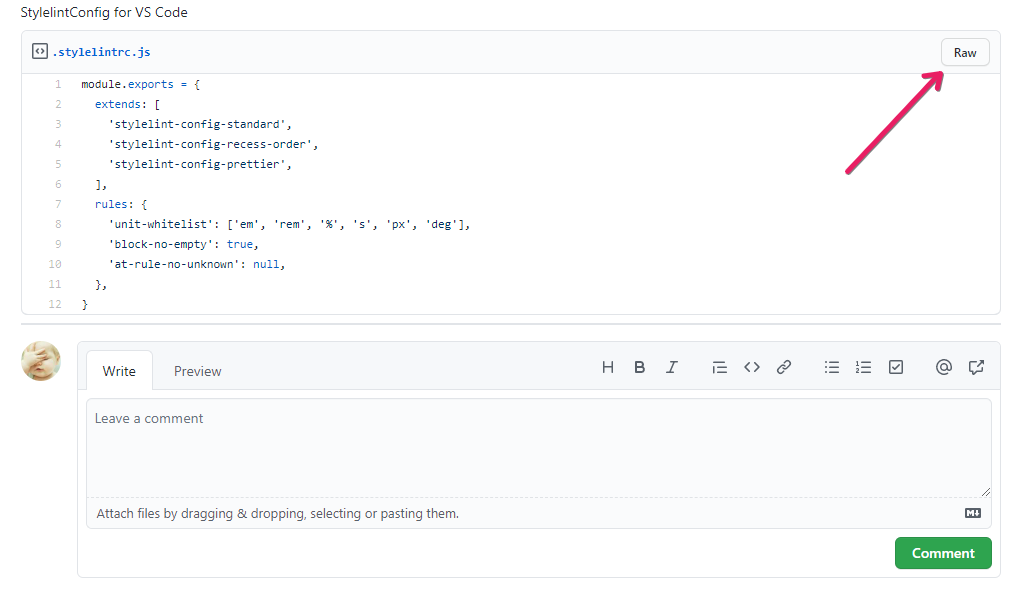 StylelintConfig for VS Code
.stylelintrc.js
Raw
1 module.exports = {
2 extends: [
3 'stylelint-config-standard',
4 'stylelint-config-recess-order',
5 'stylelint-config-prettier',
6 ],
7 rules: {
8 'unit-whitelist': ['em', 'rem', '%', 's', 'px', 'deg'],
9 'block-no-empty': true,
10 'at-rule-no-unknown': null,
11 },
12 }
Write Preview
Leave a comment
Attach files by dragging & dropping, selecting or pasting them.
Comment